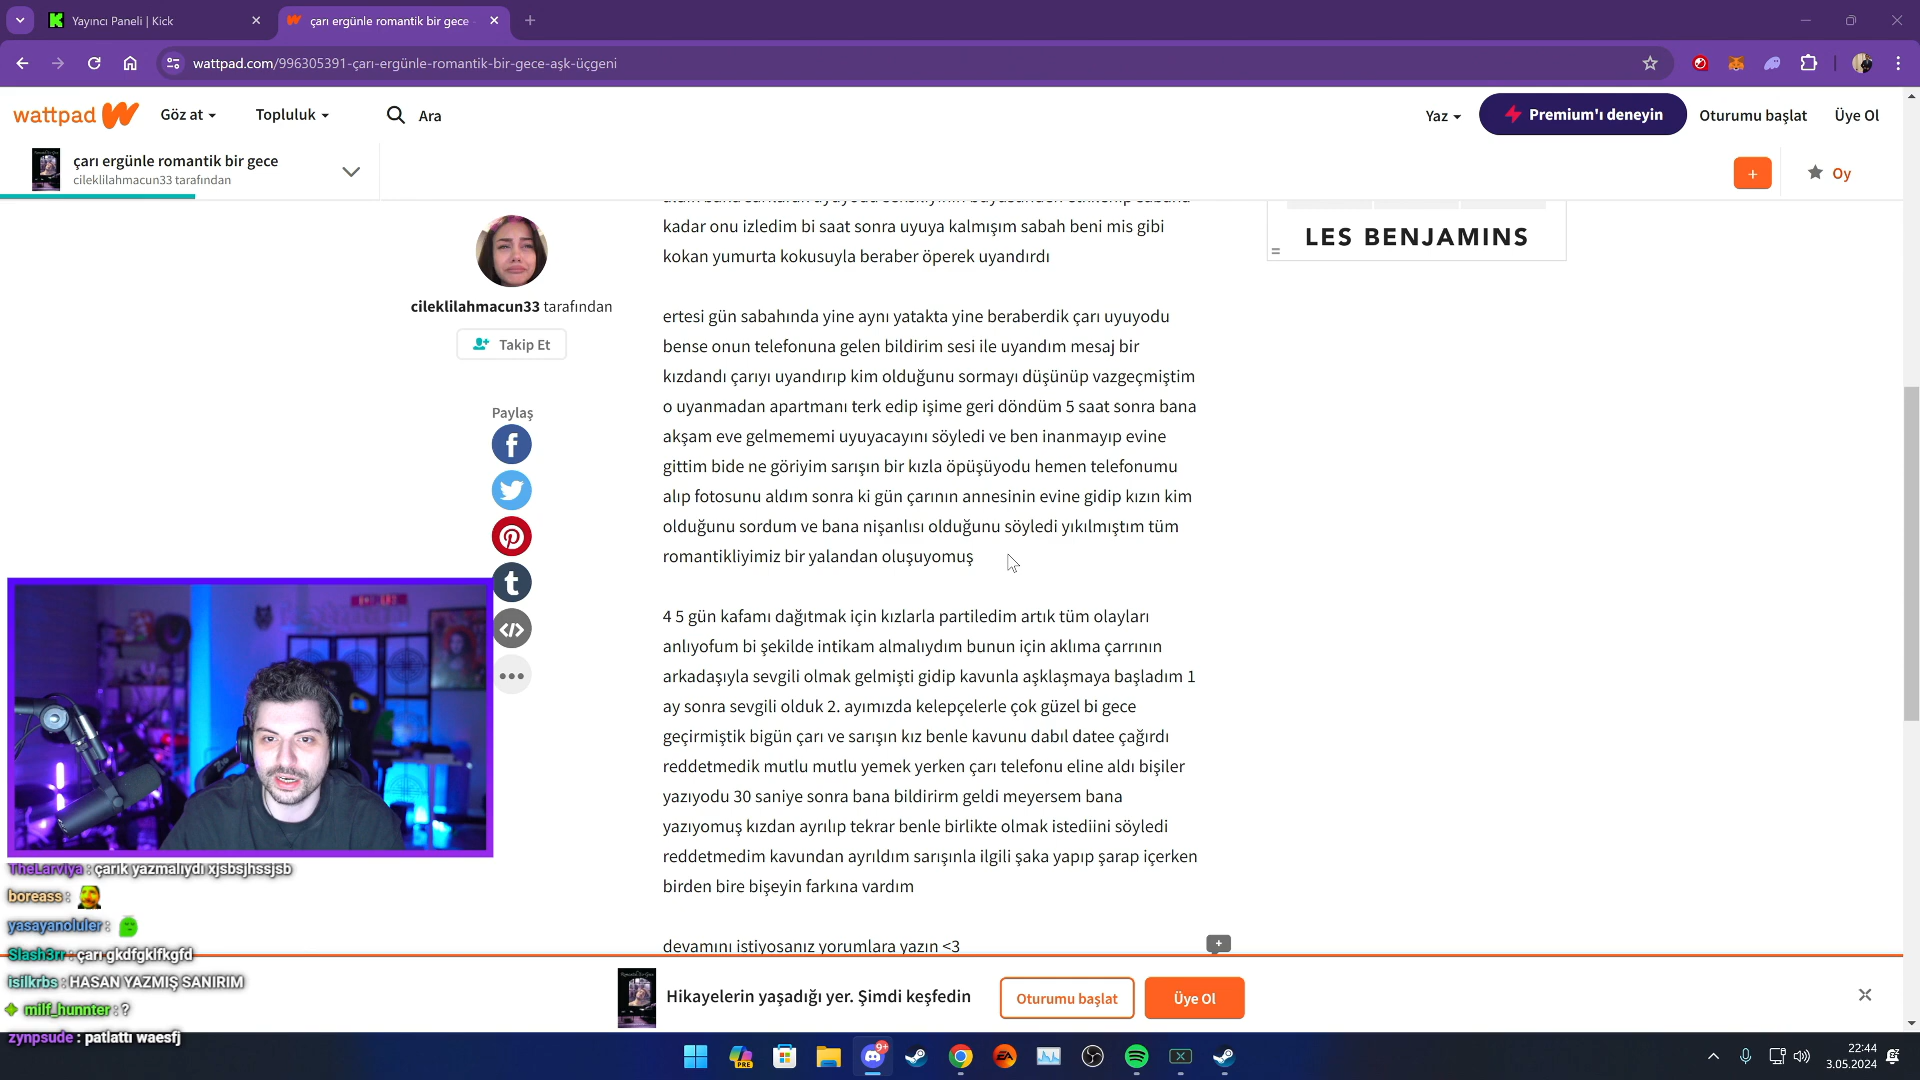 Yayıncı Paneli | Kick
çarı ergünle romantik bir gece
wattpad.com/996305391-çarı-ergünle-romantik-bir-gece-aşk-üçgeni
wattpad
Göz at
Topluluk
Ara
Yaz
Premium'ı deneyin
Oturumu başlat
Üye Ol
çarı ergünle romantik bir gece
cileklilahmacun33 tarafından
+
Oy
kadar onu izledim bi saat sonra uyuya kalmışım sabah beni mis gibi
kokan yumurta kokusuyla beraber öperek uyandırdı
LES BENJAMINS
cileklilahmacun33 tarafından
Takip Et
Paylaş
ertesi gün sabahında yine aynı yatakta yine beraberdik çarı uyuyodu
bense onun telefonuna gelen bildirim sesi ile uyandım mesaj bir
kızdandı çarıyı uyandırıp kim olduğunu sormayı düşünüp vazgeçmiştim
o uyanmadan apartmanı terk edip işime geri döndüm 5 saat sonra bana
akşam eve gelmememi uyuyacayını söyledi ve ben inanmayıp evine
gittim bide ne göriyim sarışın bir kızla öpüşüyodu hemen telefonumu
alıp fotosunu aldım sonra ki gün çarının annesinin evine gidip kızın kim
olduğunu sordum ve bana nişanlısı olduğunu söyledi yıkılmıştım tüm
romantikliyimiz bir yalandan oluşuyomuş
4 5 gün kafamı dağıtmak için kızlarla partiledim artık tüm olayları
anlıyofum bi şekilde intikam almalıydım bunun için aklıma çarrının
arkadaşıyla sevgili olmak gelmişti gidip kavunla aşklaşmaya başladım 1
ay sonra sevgili olduk 2. ayımızda kelepçelerle çok güzel bi gece
geçirmiştik bigün çarı ve sarışın kız benle kavunu dabıl datee çağırdı
reddetmedik mutlu mutlu yemek yerken çarı telefonu eline aldı bişiler
yazıyodu 30 saniye sonra bana bildirirm geldi meyersem bana
yazıyomuş kızdan ayrılıp tekrar benle birlikte olmak istediini söyledi
reddetmedim kavundan ayrıldım sarışınla ilgili şaka yapıp şarap içerken
birden bire bişeyin farkına vardım
devamını istiyosanız yorumlara yazın <3
TheLarviya : çarık yazmalıydı xjsbsjhssjsb
boreass :
yasayanoluler :
Slash3rr : çarı gkdfgklfkgfd
isilkrbs : HASAN YAZMIŞ SANIRIM
milf_hunnter : ?
zynpsude : patlattı waesfj
Hikayelerin yaşadığı yer. Şimdi keşfedin
Oturumu başlat
Üye Ol
9+
PRE
EA
22:44
3.05.2024